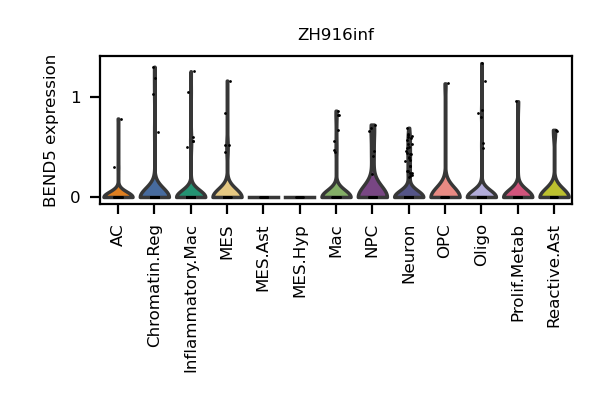 ZH916inf
BEND5 expression
1
0
AC
Chromatin.Reg
Inflammatory.Mac
MES
MES.Ast
MES.Hyp
Mac
NPC
Neuron
OPC
Oligo
Prolif.Metab
Reactive.Ast